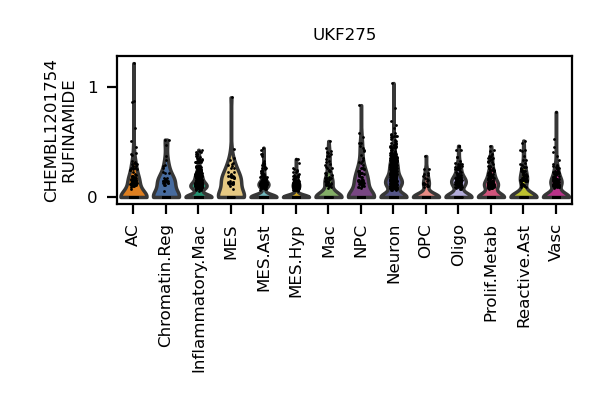 UKF275
CHEMBL1201754
RUFINAMIDE
1
0
AC
Chromatin.Reg
Inflammatory.Mac
MES
MES.Ast
MES.Hyp
Mac
NPC
Neuron
OPC
Oligo
Prolif.Metab
Reactive.Ast
Vasc